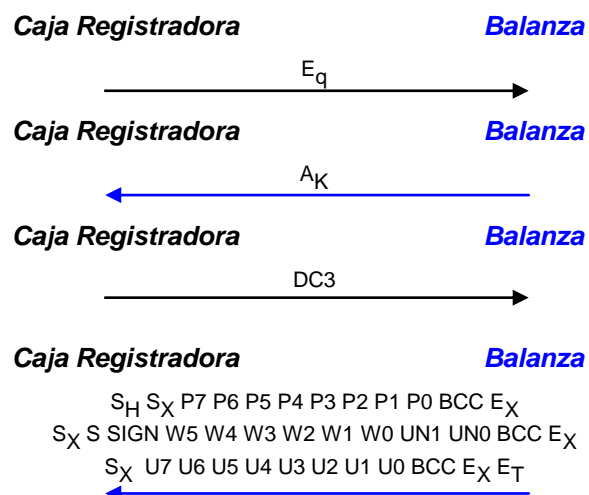 Caja Registradora Balanza
Eq
Caja Registradora Balanza
AK
Caja Registradora Balanza
DC3
Caja Registradora Balanza
SH SX P7 P6 P5 P4 P3 P2 P1 P0 BCC EX
SX S SIGN W5 W4 W3 W2 W1 W0 UN1 UN0 BCC EX
SX U7 U6 U5 U4 U3 U2 U1 U0 BCC EX ET